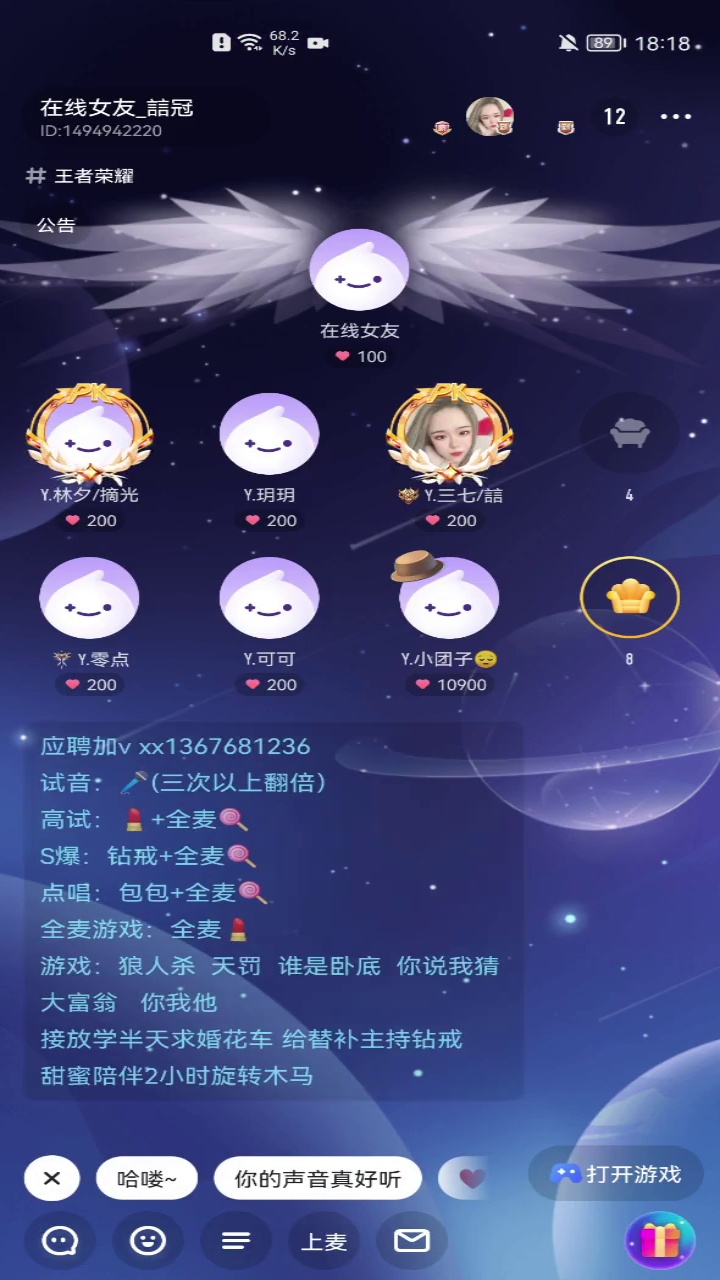 68.2
K/s
89
18:18
在线女友_喆冠
ID:1494942220
12
# 王者荣耀
公告
在线女友
100
PK
PK
Y.林夕/摘光
Y.玥玥
Y.三七/喆
4
200
200
200
Y.零点
Y.可可
Y.小团子
8
200
200
10900
应聘加v xx1367681236
试音: (三次以上翻倍)
高试: +全麦
S爆: 钻戒+全麦
点唱: 包包+全麦
全麦游戏: 全麦
游戏: 狼人杀 天罚 谁是卧底 你说我猜
大富翁 你我他
接放学半天求婚花车 给替补主持钻戒
甜蜜陪伴2小时旋转木马
哈喽~
你的声音真好听
打开游戏
上麦